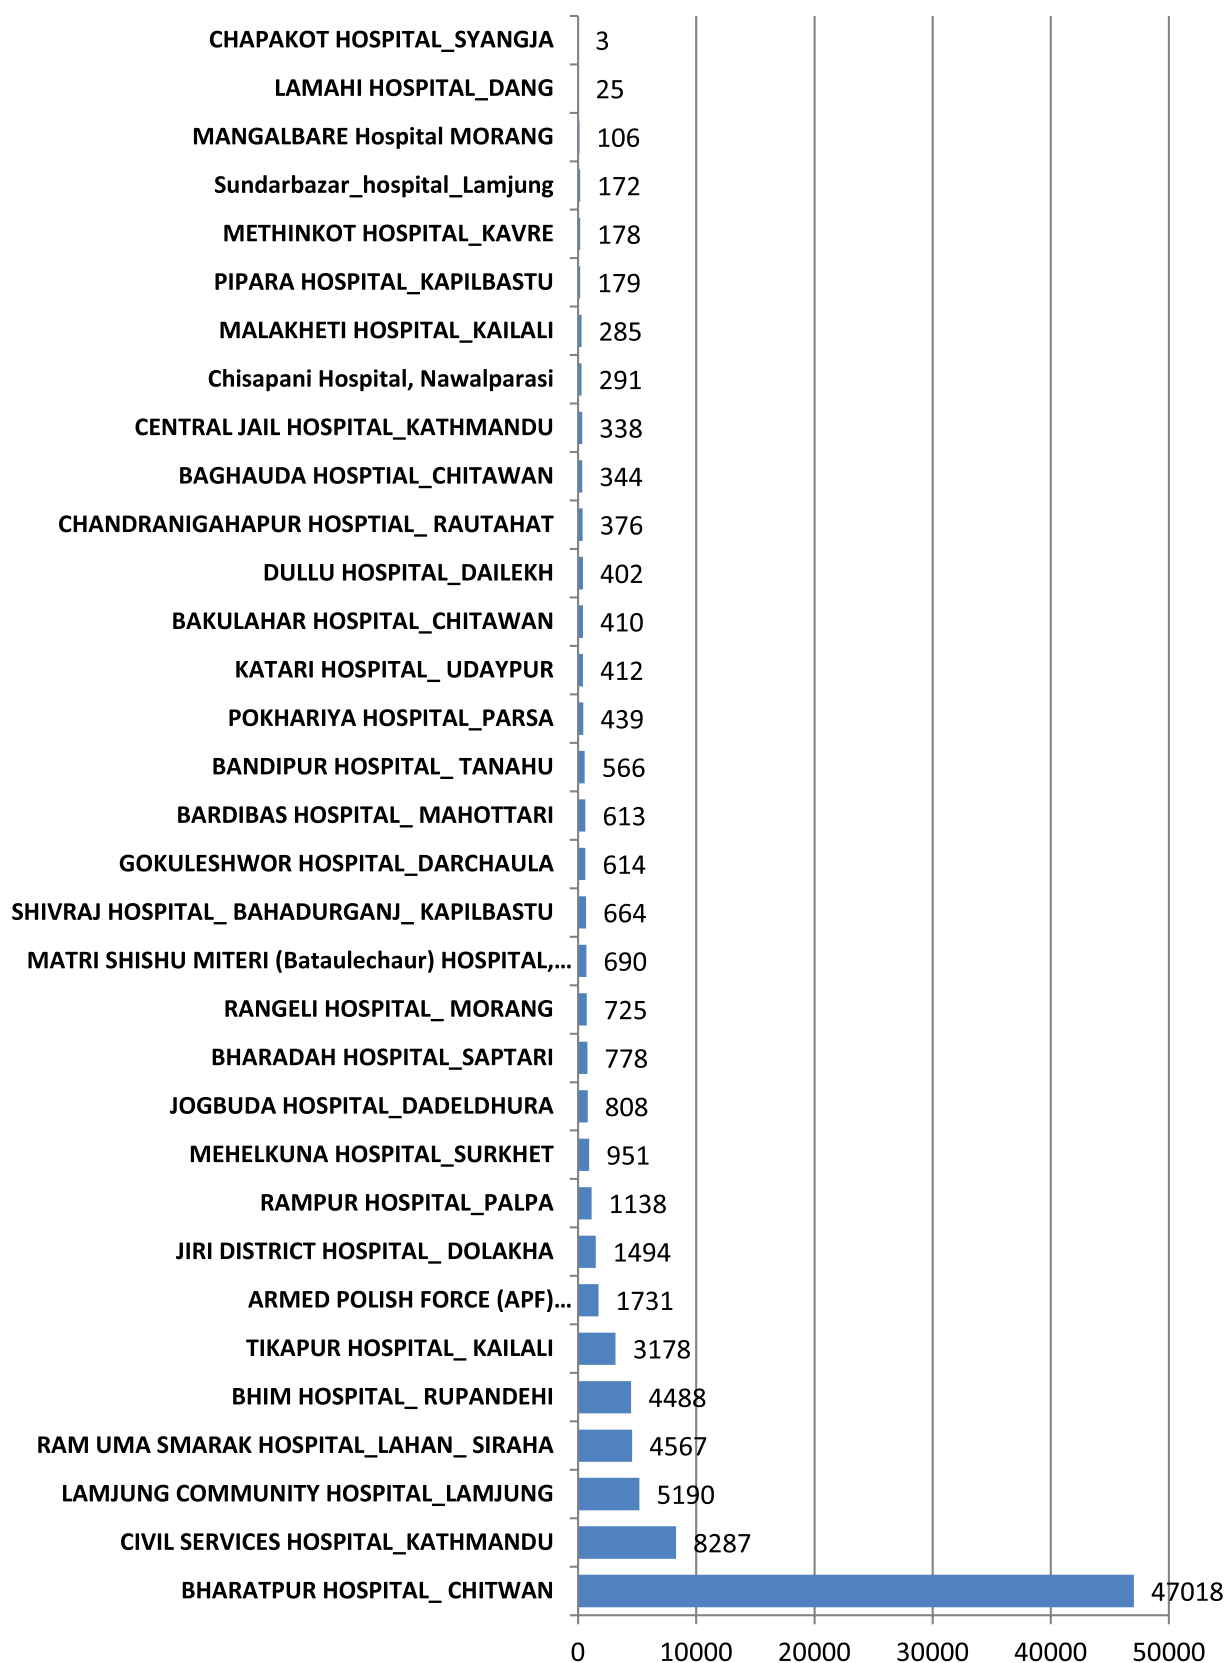 CHAPAKOT HOSPITAL_SYANGJA 3
LAMAHI HOSPITAL_DANG 25
MANGALBARE Hospital MORANG 106
Sundarbazar_hospital_Lamjung 172
METHINKOT HOSPITAL_KAVRE 178
PIPARA HOSPITAL_KAPILBASTU 179
MALAKHETI HOSPITAL_KAILALI 285
Chisapani Hospital, Nawalparasi 291
CENTRAL JAIL HOSPITAL_KATHMANDU 338
BAGHAUDA HOSPTIAL_CHITAWAN 344
CHANDRANIGAHAPUR HOSPTIAL_ RAUTAHAT 376
DULLU HOSPITAL_DAILEKH 402
BAKULAHAR HOSPITAL_CHITAWAN 410
KATARI HOSPITAL_ UDAYPUR 412
POKHARIYA HOSPITAL_PARSA 439
BANDIPUR HOSPITAL_ TANAHU 566
BARDIBAS HOSPITAL_ MAHOTTARI 613
GOKULESHWOR HOSPITAL_DARCHAULA 614
SHIVRAJ HOSPITAL_ BAHADURGANJ_ KAPILBASTU 664
MATRI SHISHU MITERI (Bataulechaur) HOSPITAL,... 690
RANGELI HOSPITAL_ MORANG 725
BHARADAH HOSPITAL_SAPTARI 778
JOGBUDA HOSPITAL_DADELDHURA 808
MEHELKUNA HOSPITAL_SURKHET 951
RAMPUR HOSPITAL_PALPA 1138
JIRI DISTRICT HOSPITAL_ DOLAKHA 1494
ARMED POLISH FORCE (APF)... 1731
TIKAPUR HOSPITAL_ KAILALI 3178
BHIM HOSPITAL_ RUPANDEHI 4488
RAM UMA SMARAK HOSPITAL_LAHAN_ SIRAHA 4567
LAMJUNG COMMUNITY HOSPITAL_LAMJUNG 5190
CIVIL SERVICES HOSPITAL_KATHMANDU 8287
BHARATPUR HOSPITAL_ CHITWAN 47018
0 10000 20000 30000 40000 50000